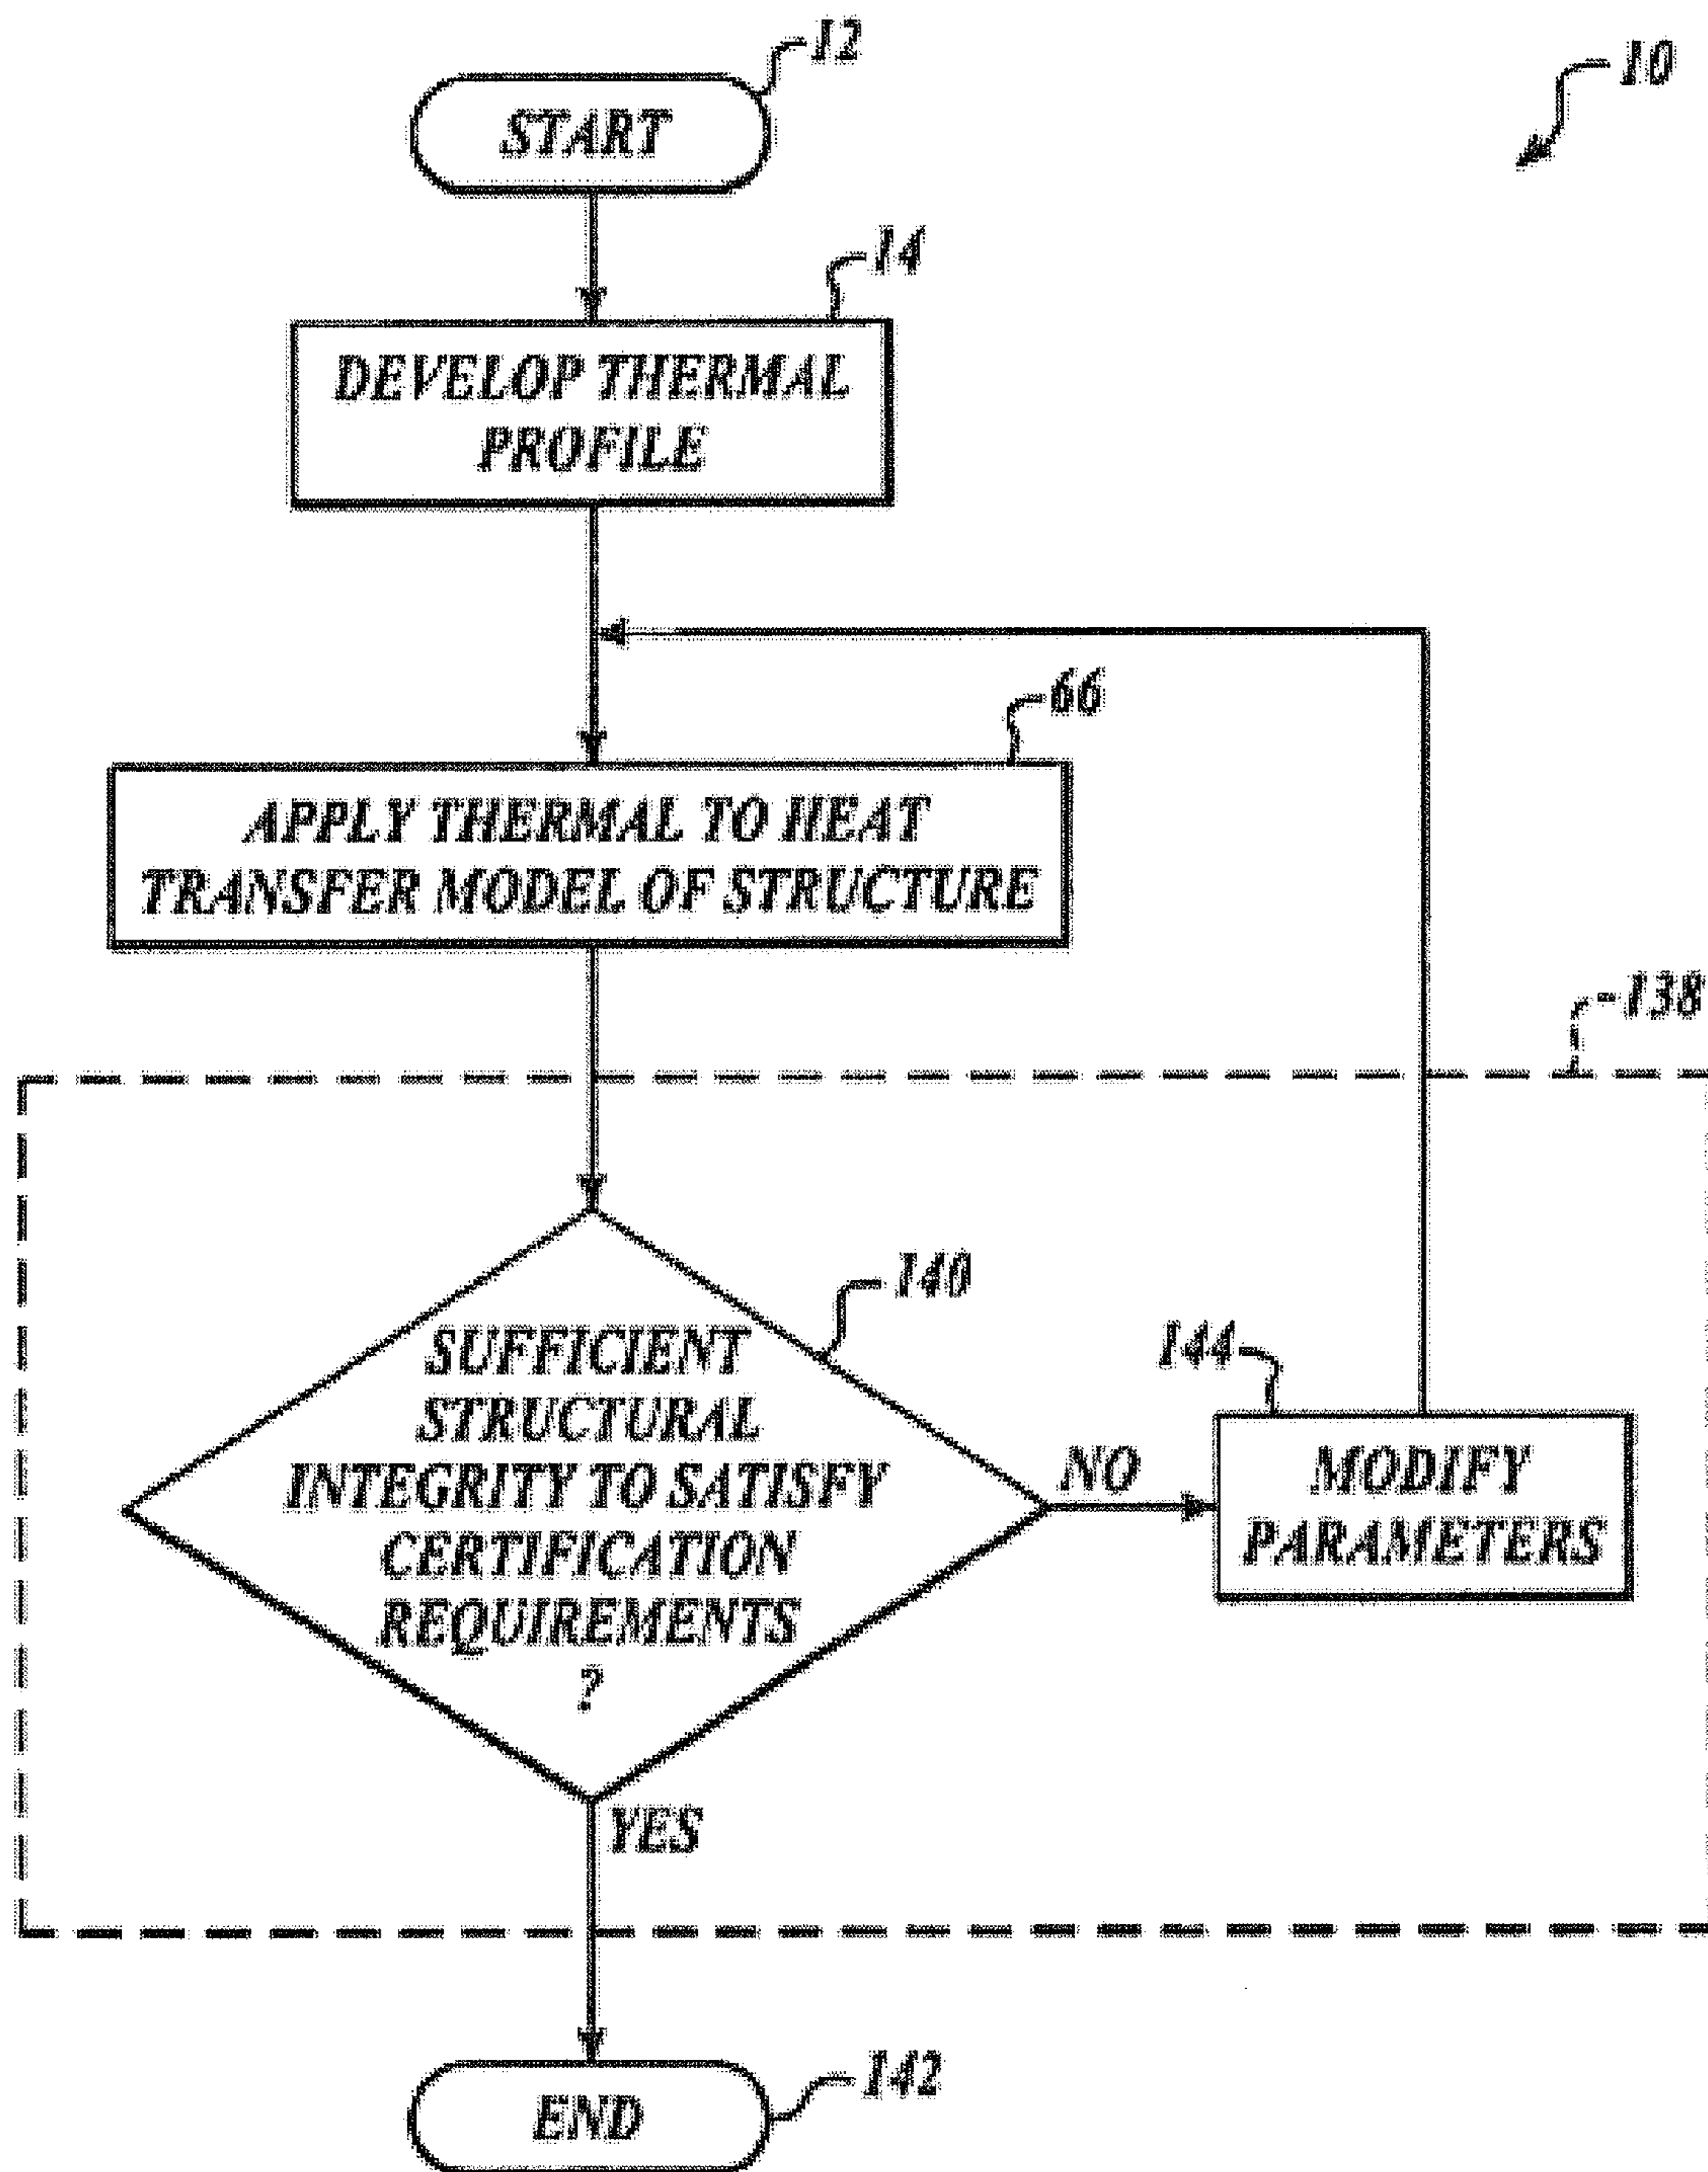 12
10
START
14
DEVELOP THERMAL
PROFILE
66
APPLY THERMAL TO HEAT
TRANSFER MODEL OF STRUCTURE
138
140
SUFFICIENT
STRUCTURAL
INTEGRITY TO SATISFY
CERTIFICATION
REQUIREMENTS
?
NO
144
MODIFY
PARAMETERS
YES
142
END